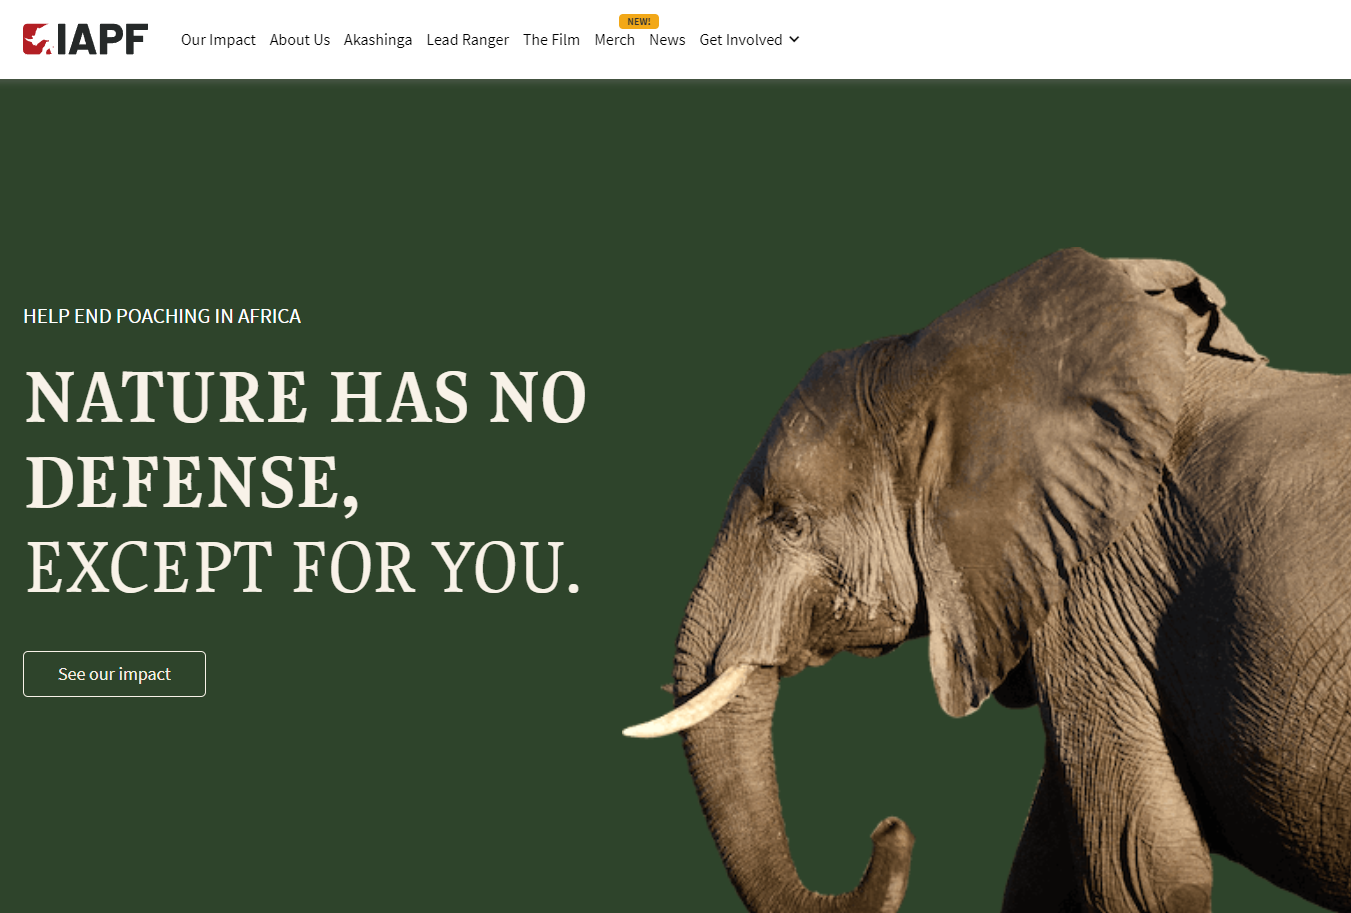 IAPF
NEW!
Our Impact About Us Akashinga Lead Ranger The Film Merch News Get Involved
HELP END POACHING IN AFRICA
NATURE HAS NO
DEFENSE,
EXCEPT FOR YOU.
See our impact